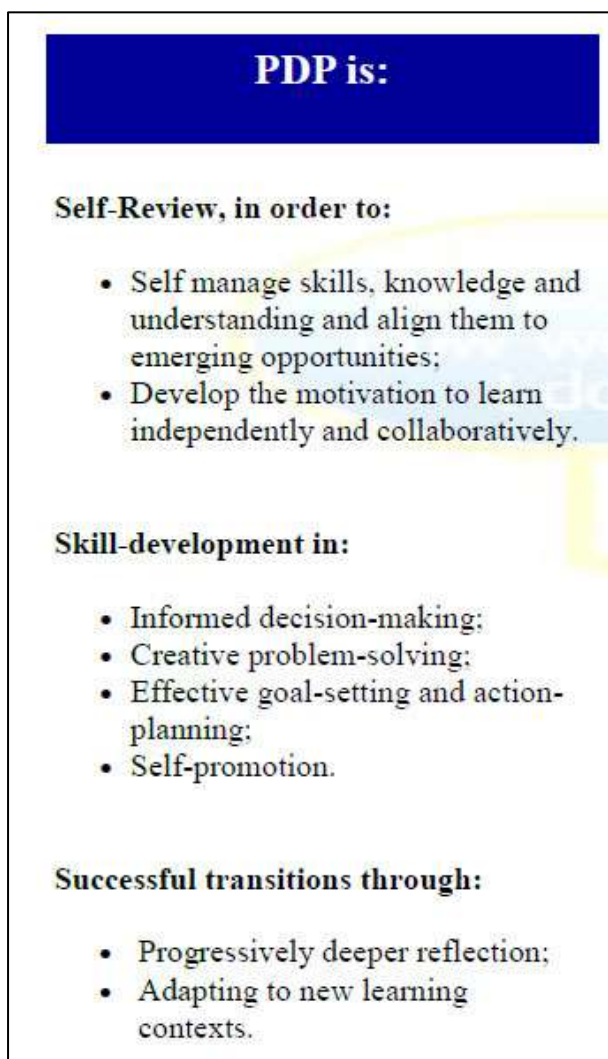 PDP is:
Self-Review, in order to:
• Self manage skills, knowledge and
understanding and align them to
emerging opportunities;
• Develop the motivation to learn
independently and collaboratively.
Skill-development in:
• Informed decision-making;
• Creative problem-solving;
• Effective goal-setting and action-
planning;
• Self-promotion.
Successful transitions through:
• Progressively deeper reflection;
• Adapting to new learning
contexts.